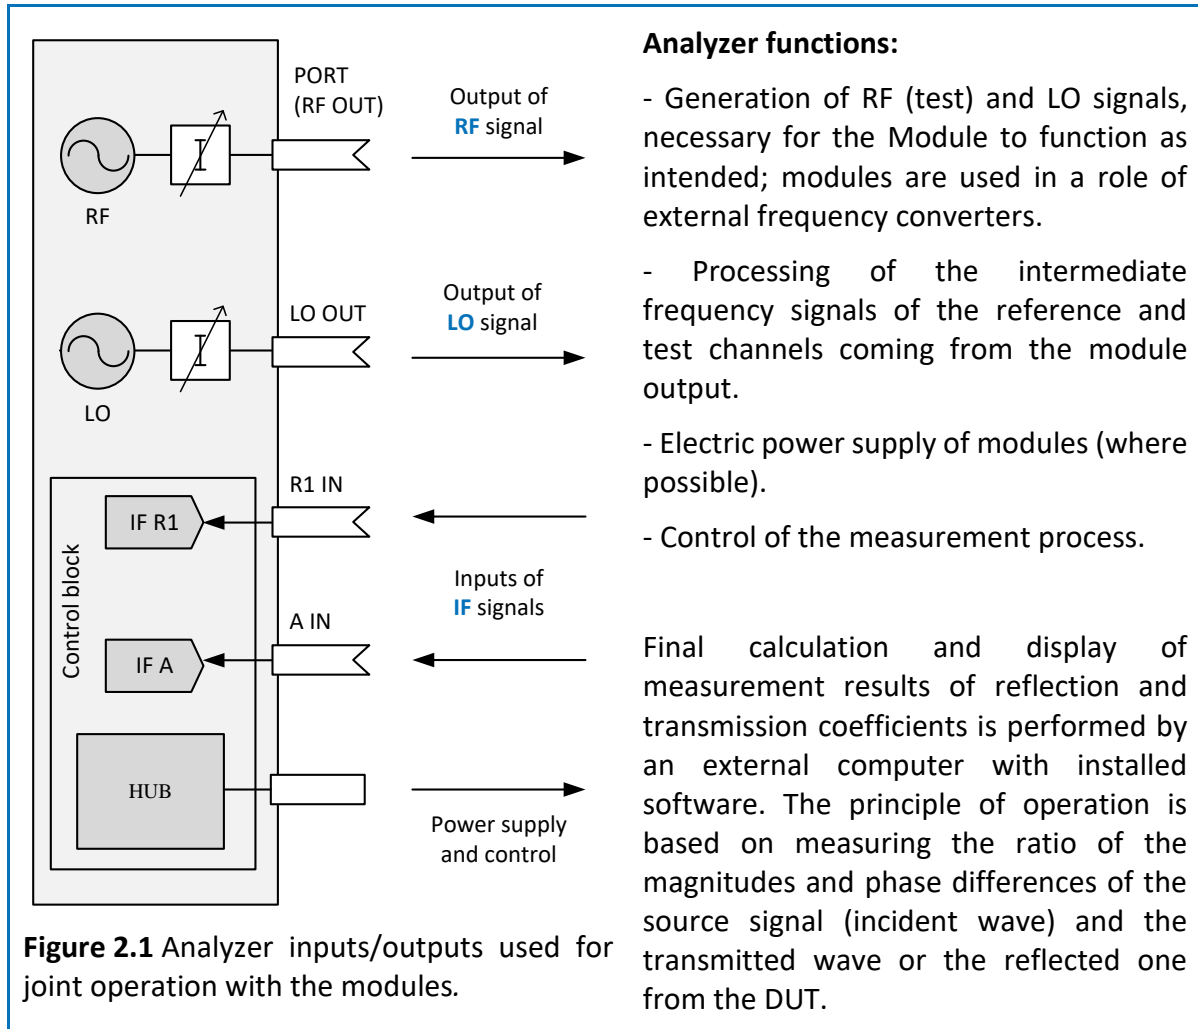 PORT
(RF OUT)
Output of
RF signal
RF
LO OUT
Output of
LO signal
LO
R1 IN
IF R1
Control block
Inputs of
IF signals
A IN
IF A
HUB
Power supply
and control
Figure 2.1 Analyzer inputs/outputs used for
joint operation with the modules.
Analyzer functions:
- Generation of RF (test) and LO signals,
necessary for the Module to function as
intended; modules are used in a role of
external frequency converters.
- Processing of the intermediate
frequency signals of the reference and
test channels coming from the module
output.
- Electric power supply of modules (where
possible).
- Control of the measurement process.
Final calculation and display of
measurement results of reflection and
transmission coefficients is performed by
an external computer with installed
software. The principle of operation is
based on measuring the ratio of the
magnitudes and phase differences of the
source signal (incident wave) and the
transmitted wave or the reflected one
from the DUT.